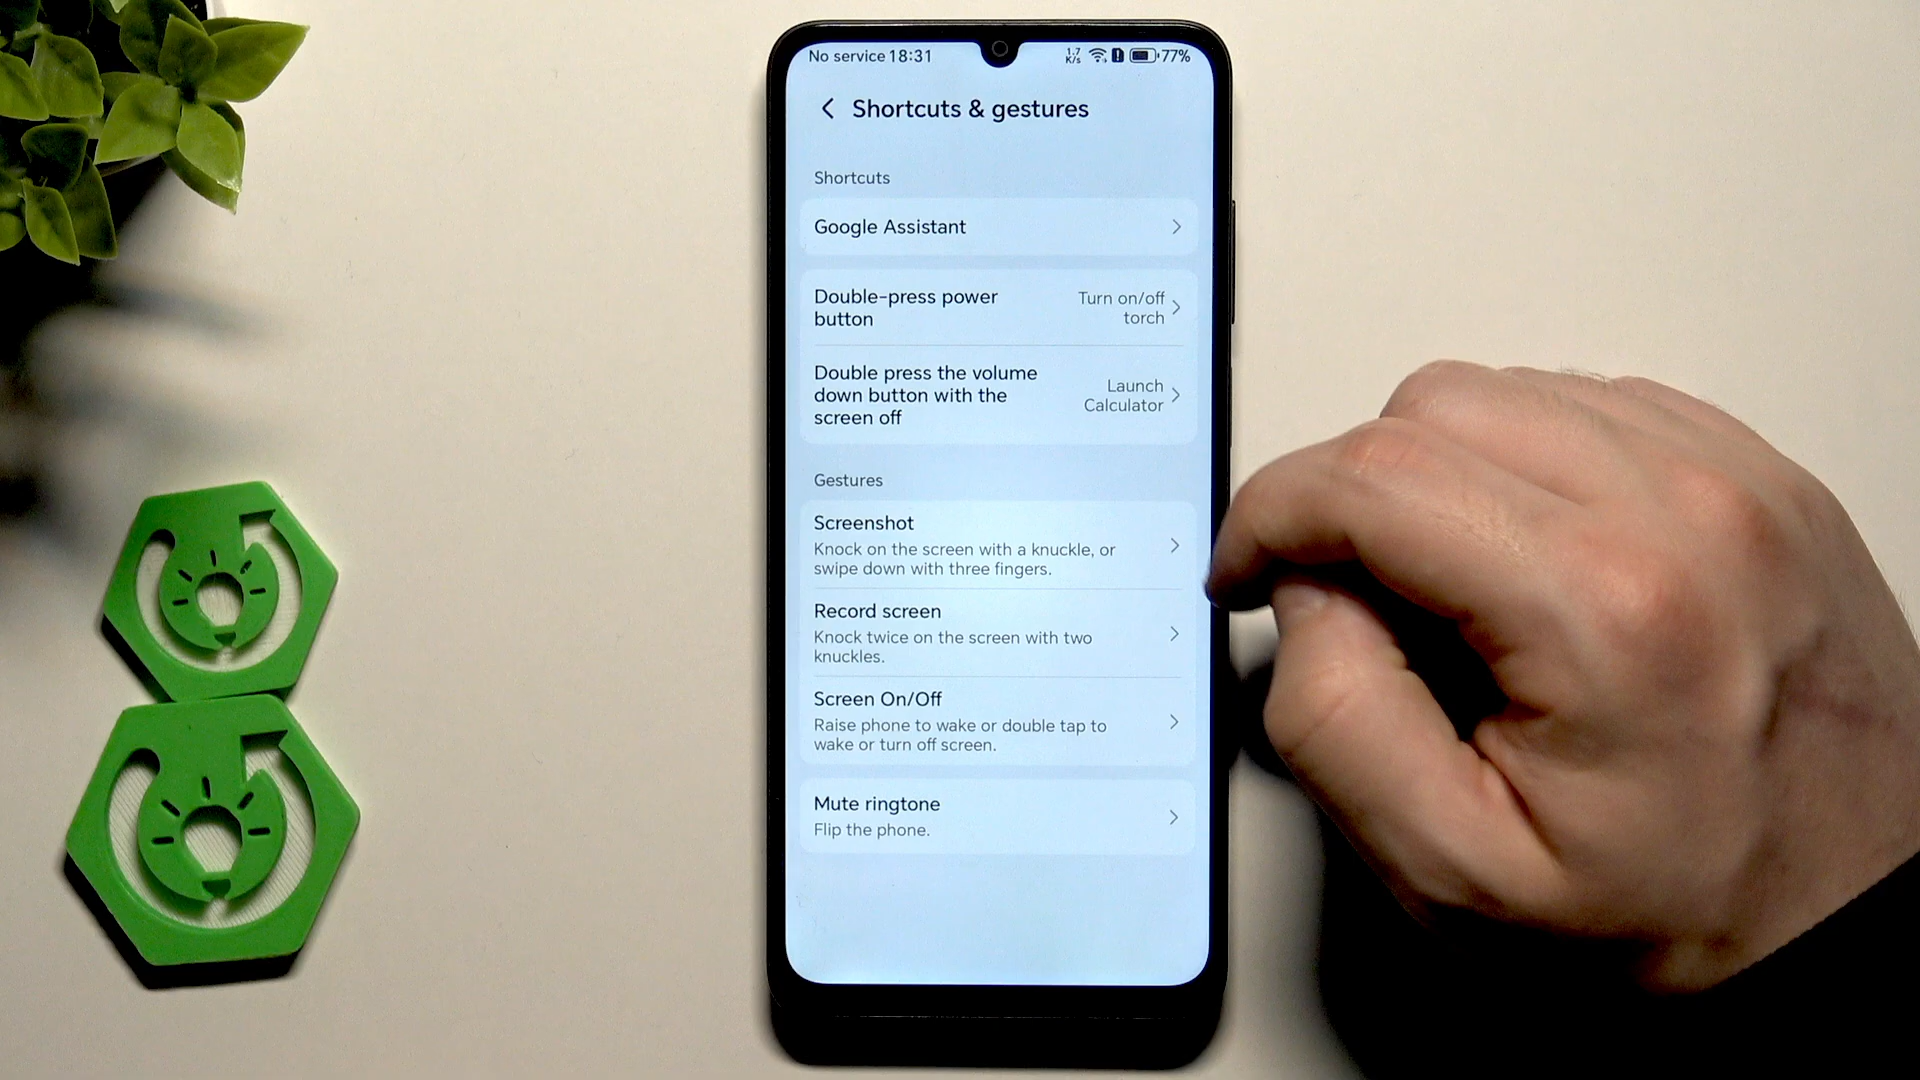 No service 18:31
1.7 K/s
77%
Shortcuts & gestures
Shortcuts
Google Assistant
Double-press power
button
Turn on/off
torch
Double press the volume
down button with the
screen off
Launch
Calculator
Gestures
Screenshot
Knock on the screen with a knuckle, or
swipe down with three fingers.
Record screen
Knock twice on the screen with two
knuckles.
Screen On/Off
Raise phone to wake or double tap to
wake or turn off screen.
Mute ringtone
Flip the phone.